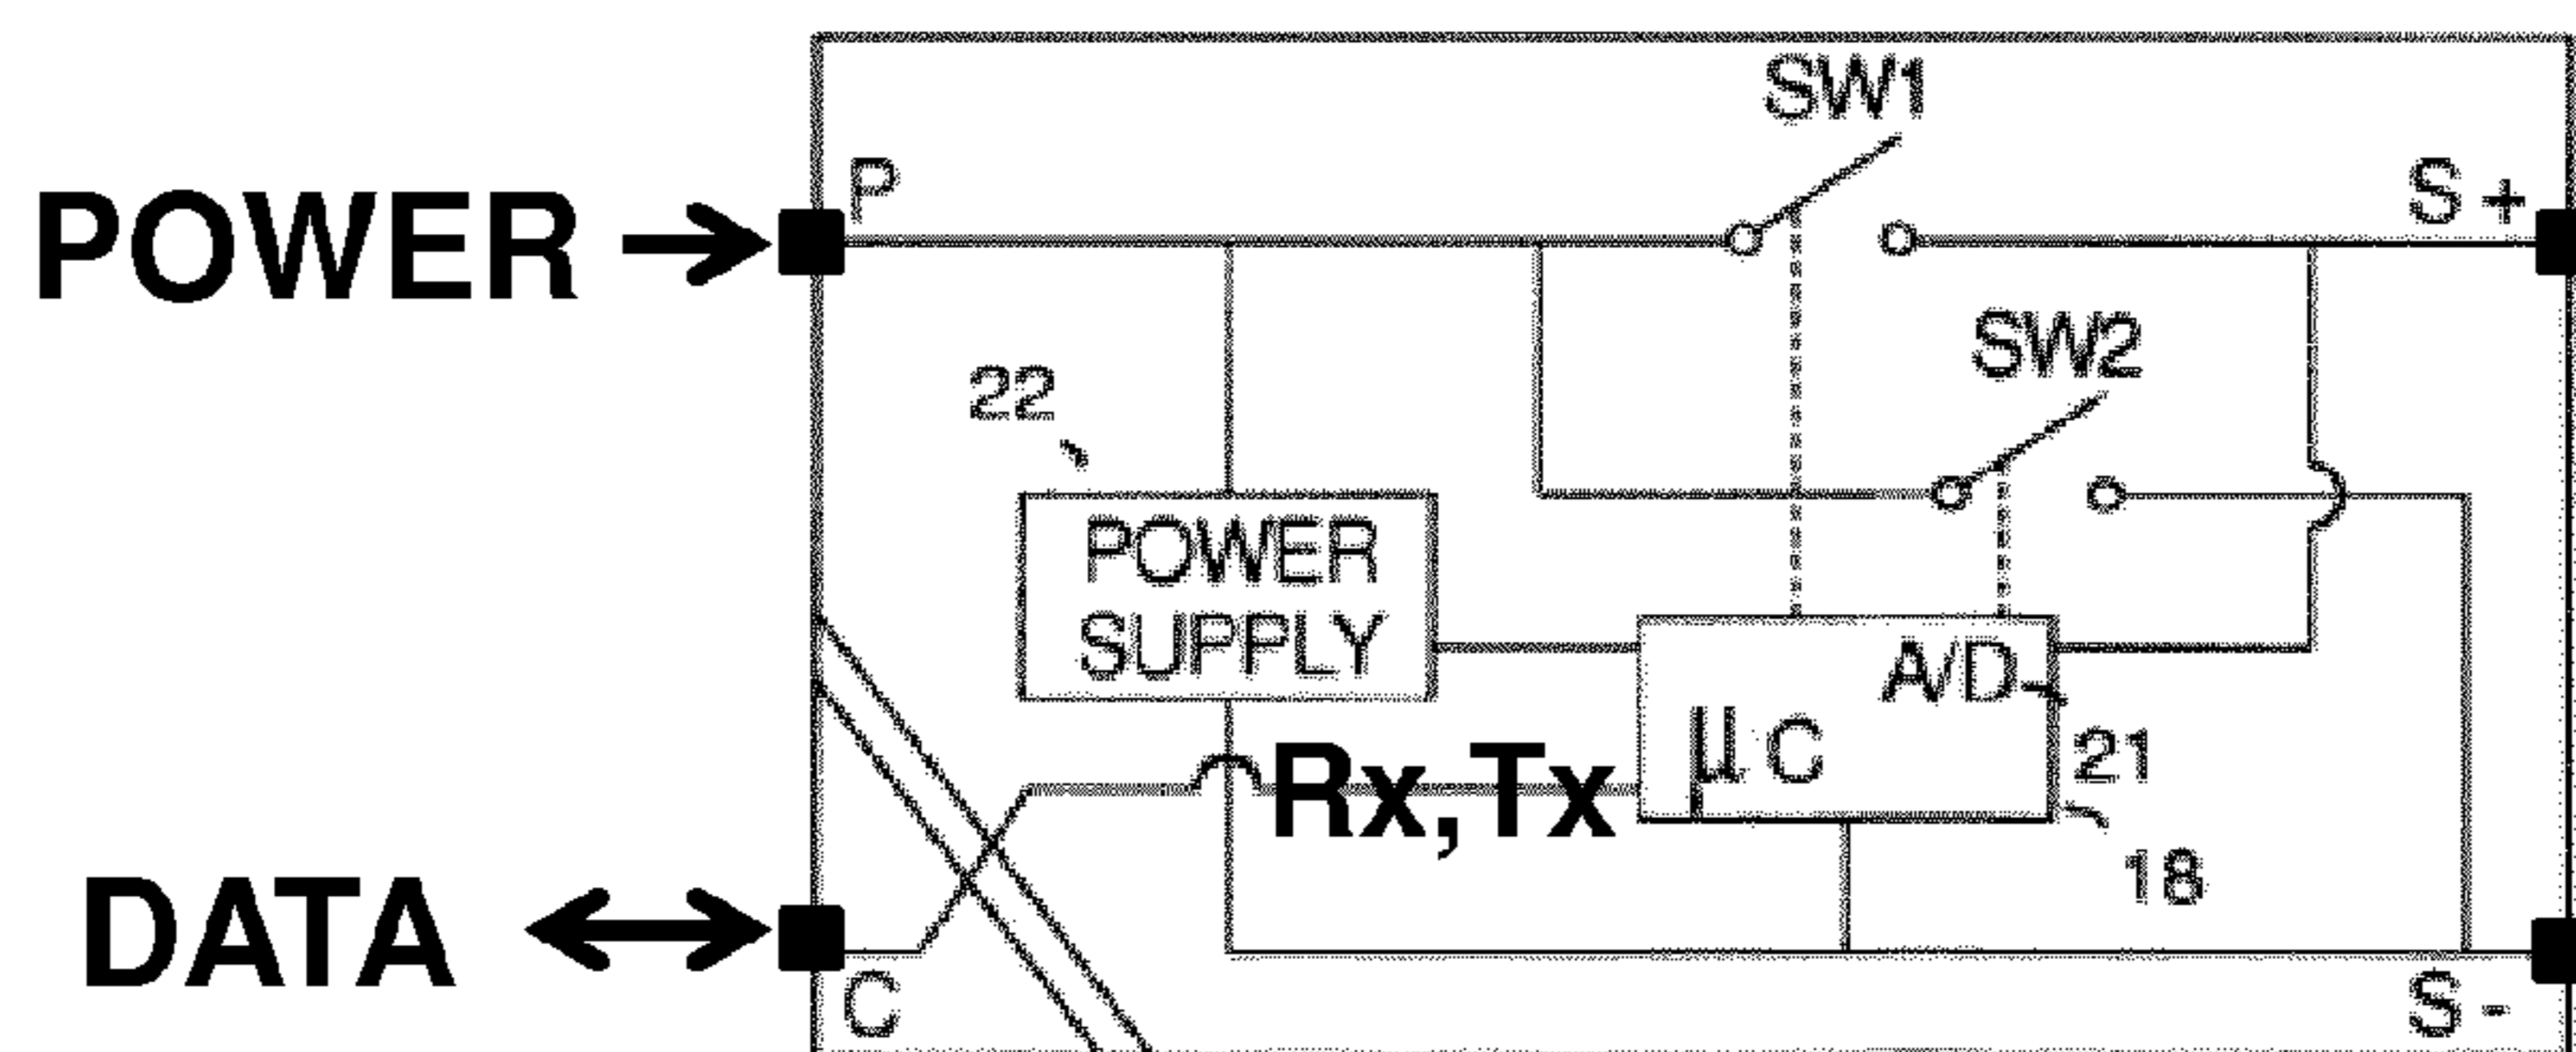 SW1
P
S +
POWER
SW2
22
POWER
SUPPLY
A/D
µC
Rx,Tx
21
18
DATA
C
S -